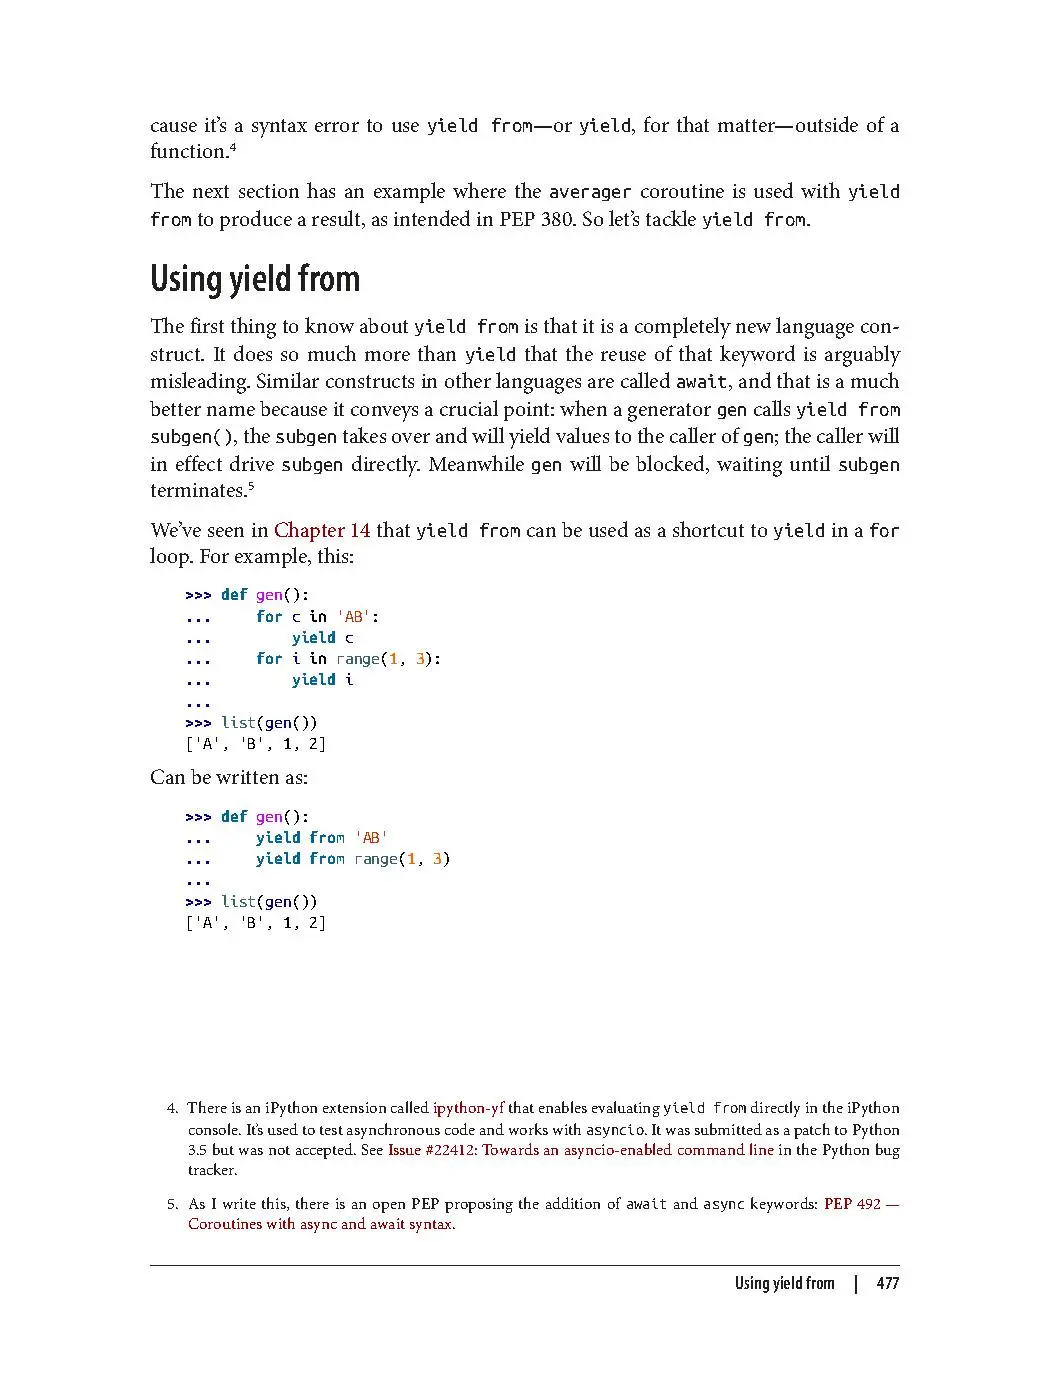 cause it's a syntax error to use yield from—or yield, for that matter—outside of a
function.⁴
The next section has an example where the averager coroutine is used with yield
from to produce a result, as intended in PEP 380. So let's tackle yield from.
Using yield from
The first thing to know about yield from is that it is a completely new language con-
struct. It does so much more than yield that the reuse of that keyword is arguably
misleading. Similar constructs in other languages are called await, and that is a much
better name because it conveys a crucial point: when a generator gen calls yield from
subgen(), the subgen takes over and will yield values to the caller of gen; the caller will
in effect drive subgen directly. Meanwhile gen will be blocked, waiting until subgen
terminates.⁵
We've seen in Chapter 14 that yield from can be used as a shortcut to yield in a for
loop. For example, this:
>>> def gen():
...     for c in 'AB':
...         yield c
...     for i in range(1, 3):
...         yield i
...
>>> list(gen())
['A', 'B', 1, 2]
Can be written as:
>>> def gen():
...     yield from 'AB'
...     yield from range(1, 3)
...
>>> list(gen())
['A', 'B', 1, 2]
4. There is an iPython extension called ipython-yf that enables evaluating yield from directly in the iPython
console. It's used to test asynchronous code and works with asyncio. It was submitted as a patch to Python
3.5 but was not accepted. See Issue #22412: Towards an asyncio-enabled command line in the Python bug
tracker.
5. As I write this, there is an open PEP proposing the addition of await and async keywords: PEP 492 —
Coroutines with async and await syntax.
Using yield from | 477